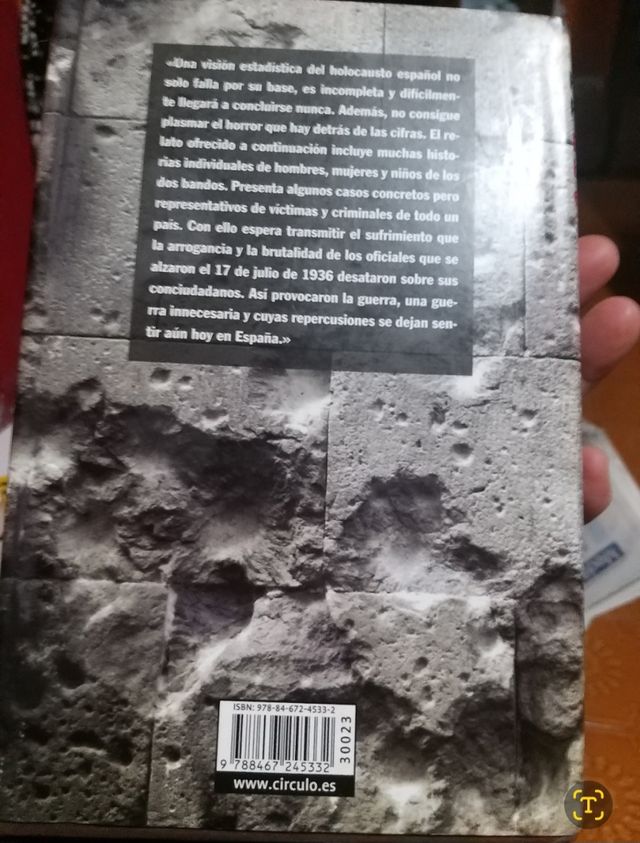 «Una visión estadística del holocausto español no
solo falla por su base, es incompleta y difícilmen-
te llegará a concluirse nunca. Además, no consigue
plasmar el horror que hay detrás de las cifras. El re-
lato ofrecido a continuación incluye muchas histo-
rias individuales de hombres, mujeres y niños de los
dos bandos. Presenta algunos casos concretos pero
representativos de víctimas y criminales de todo un
país. Con ello espera transmitir el sufrimiento que
la arrogancia y la brutalidad de los oficiales que se
alzaron el 17 de julio de 1936 desataron sobre sus
conciudadanos. Así provocaron la guerra, una gue-
rra innecesaria y cuyas repercusiones se dejan sen-
tir aún hoy en España.»
ISBN: 978-84-672-4533-2
30023
9 788467 245332
www.circulo.es